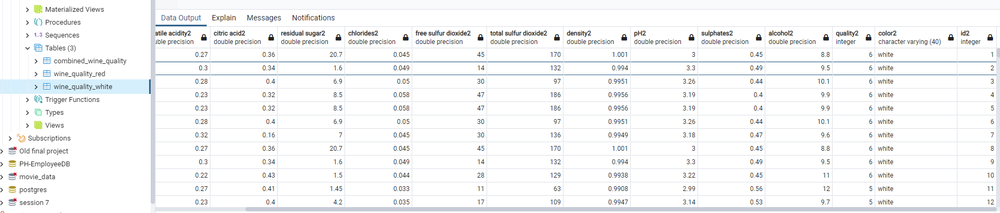 Materialized Views
Procedures
1..3 Sequences
Tables (3)
combined_wine_quality
wine_quality_red
wine_quality_white
Trigger Functions
Types
Views
Subscriptions
Old final project
PH-EmployeeDB
movie_data
postgres
session 7
Data Output Explain Messages Notifications
atile acidity2 citric acid2 residual sugar2 chlorides2 free sulfur dioxide2 total sulfur dioxide2 density2 pH2 sulphates2 alcohol2 quality2 color2 id2
uble precision double precision double precision double precision double precision double precision double precision double precision double precision double precision integer character varying (40) integer
0.27 0.36 20.7 0.045 45 170 1.001 3 0.45 8.8 6 white 1
0.3 0.34 1.6 0.049 14 132 0.994 3.3 0.49 9.5 6 white 2
0.28 0.4 6.9 0.05 30 97 0.9951 3.26 0.44 10.1 6 white 3
0.23 0.32 8.5 0.058 47 186 0.9956 3.19 0.4 9.9 6 white 4
0.23 0.32 8.5 0.058 47 186 0.9956 3.19 0.4 9.9 6 white 5
0.28 0.4 6.9 0.05 30 97 0.9951 3.26 0.44 10.1 6 white 6
0.32 0.16 7 0.045 30 136 0.9949 3.18 0.47 9.6 6 white 7
0.27 0.36 20.7 0.045 45 170 1.001 3 0.45 8.8 6 white 8
0.3 0.34 1.6 0.049 14 132 0.994 3.3 0.49 9.5 6 white 9
0.22 0.43 1.5 0.044 28 129 0.9938 3.22 0.45 11 6 white 10
0.27 0.41 1.45 0.033 11 63 0.9908 2.99 0.56 12 5 white 11
0.23 0.4 4.2 0.035 17 109 0.9947 3.14 0.53 9.7 5 white 12